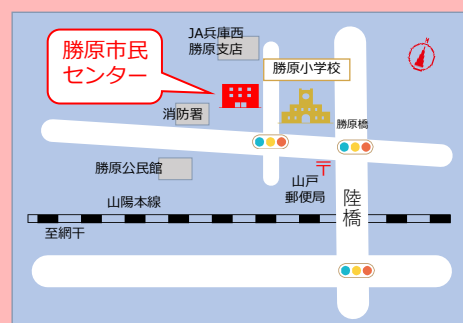 JA兵庫西
勝原支店
勝原市民
センター
勝原小学校
消防署
勝原橋
勝原公民館
〒
山戸
郵便局
陸橋
山陽本線
至網干